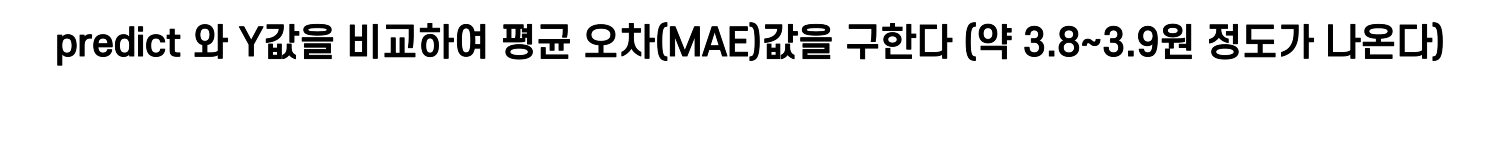 predict 와 Y값을 비교하여 평균 오차(MAE)값을 구한다 (약 3.8~3.9원 정도가 나온다)